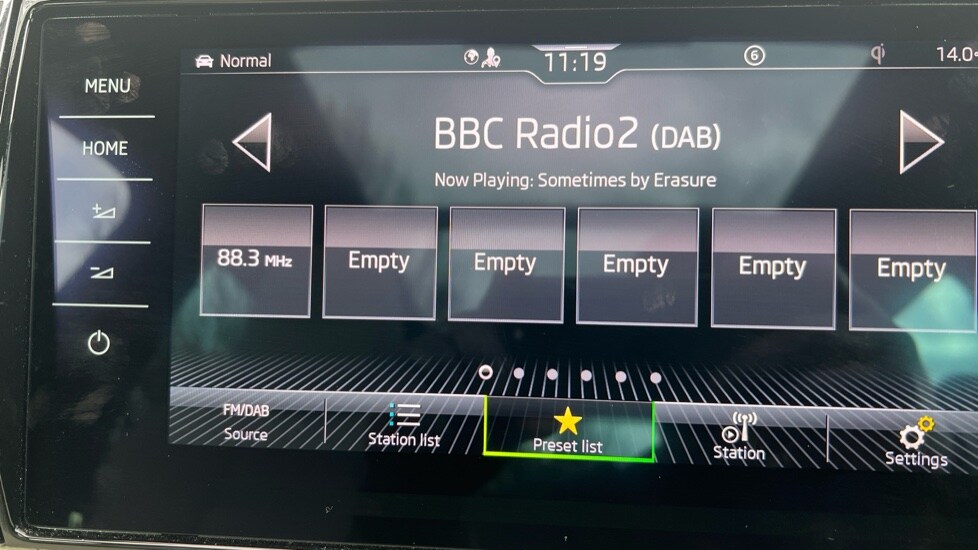 MENU
HOME
Normal
11:19
6
14.0
BBC Radio2 (DAB)
Now Playing: Sometimes by Erasure
88.3 MHz
Empty
Empty
Empty
Empty
Empty
FM/DAB
Source
Station list
Preset list
Station
Settings